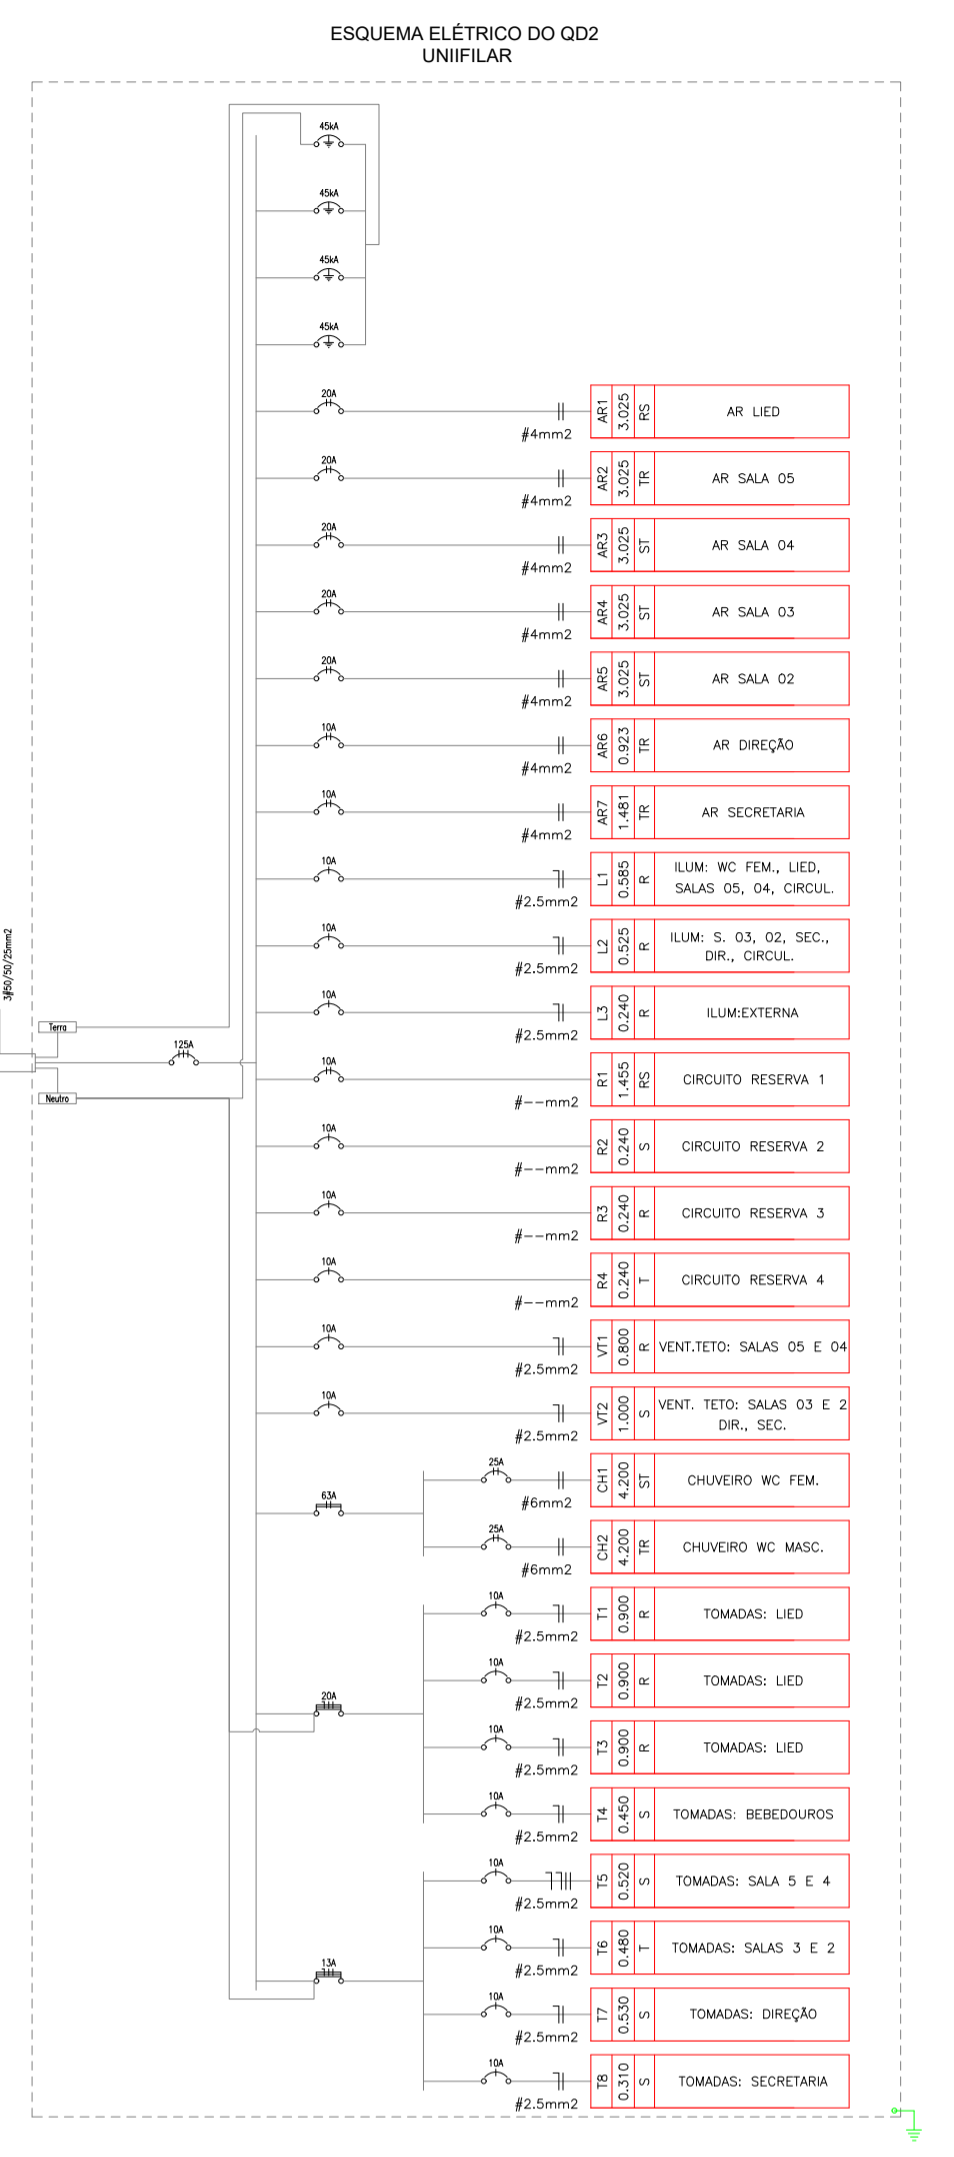 ESQUEMA ELÉTRICO DO QD2
UNIIFILAR
45kA
45kA
45kA
45kA
20A
#4mm2
AR1
3.025
RS
AR LIED
20A
#4mm2
AR2
3.025
TR
AR SALA 05
20A
#4mm2
AR3
3.025
ST
AR SALA 04
20A
#4mm2
AR4
3.025
ST
AR SALA 03
20A
#4mm2
AR5
3.025
ST
AR SALA 02
10A
#4mm2
AR6
0.923
TR
AR DIREÇÃO
10A
#4mm2
AR7
1.481
TR
AR SECRETARIA
10A
#2.5mm2
L1
0.585
R
ILUM: WC FEM., LIED,
SALAS 05, 04, CIRCUL.
10A
#2.5mm2
L2
0.525
R
ILUM: S. 03, 02, SEC.,
DIR., CIRCUL.
10A
#2.5mm2
L3
0.240
R
ILUM:EXTERNA
3#50/50/25mm2
Terra
125A
Neutro
10A
#--mm2
R1
1.455
RS
CIRCUITO RESERVA 1
10A
#--mm2
R2
0.240
S
CIRCUITO RESERVA 2
10A
#--mm2
R3
0.240
R
CIRCUITO RESERVA 3
10A
#--mm2
R4
0.240
T
CIRCUITO RESERVA 4
10A
#2.5mm2
VT1
0.800
R
VENT.TETO: SALAS 05 E 04
10A
#2.5mm2
VT2
1.000
S
VENT. TETO: SALAS 03 E 2
DIR., SEC.
63A
25A
#6mm2
CH1
4.200
ST
CHUVEIRO WC FEM.
25A
#6mm2
CH2
4.200
TR
CHUVEIRO WC MASC.
20A
10A
#2.5mm2
T1
0.900
R
TOMADAS: LIED
10A
#2.5mm2
T2
0.900
R
TOMADAS: LIED
10A
#2.5mm2
T3
0.900
R
TOMADAS: LIED
10A
#2.5mm2
T4
0.450
S
TOMADAS: BEBEDOUROS
13A
10A
#2.5mm2
T5
0.520
S
TOMADAS: SALA 5 E 4
10A
#2.5mm2
T6
0.480
T
TOMADAS: SALAS 3 E 2
10A
#2.5mm2
T7
0.530
S
TOMADAS: DIREÇÃO
10A
#2.5mm2
T8
0.310
S
TOMADAS: SECRETARIA